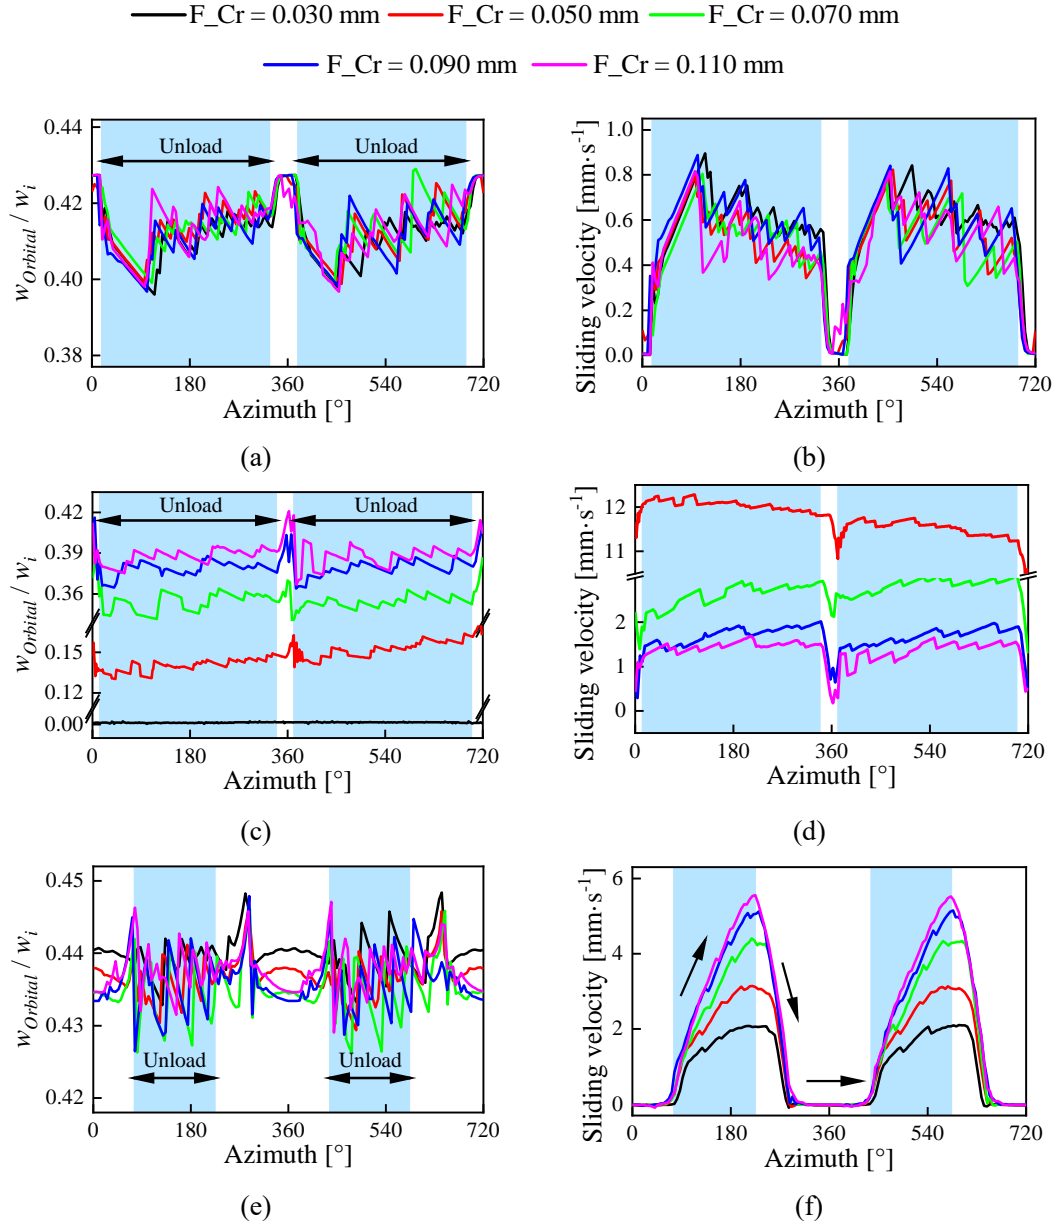 F_Cr = 0.030 mm F_Cr = 0.050 mm F_Cr = 0.070 mm
F_Cr = 0.090 mm F_Cr = 0.110 mm
w_Orbital / w_i
0.44
0.42
0.40
0.38
Unload Unload
0 180 360 540 720
Azimuth [°]
(a)
Sliding velocity [mm·s⁻¹]
1.0
0.8
0.6
0.4
0.2
0.0
0 180 360 540 720
Azimuth [°]
(b)
w_Orbital / w_i
0.42
0.39
0.36
0.15
0.12
0.00
Unload Unload
0 180 360 540 720
Azimuth [°]
(c)
Sliding velocity [mm·s⁻¹]
12
11
2
1
0
0 180 360 540 720
Azimuth [°]
(d)
w_Orbital / w_i
0.45
0.44
0.43
0.42
Unload Unload
0 180 360 540 720
Azimuth [°]
(e)
Sliding velocity [mm·s⁻¹]
6
4
2
0
0 180 360 540 720
Azimuth [°]
(f)